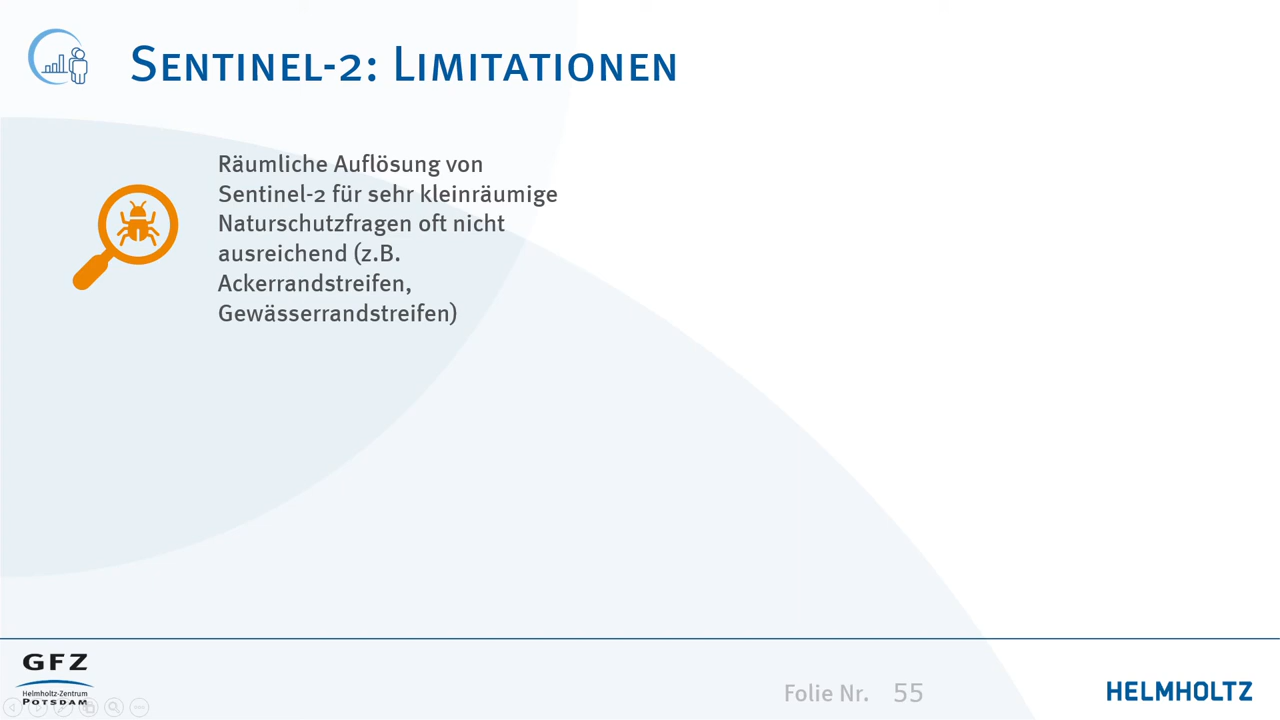 Sentinel-2: Limitationen
Räumliche Auflösung von
Sentinel-2 für sehr kleinräumige
Naturschutzfragen oft nicht
ausreichend (z.B.
Ackerrandstreifen,
Gewässerrandstreifen)
GFZ
Helmholtz-Zentrum
POTSDAM
Folie Nr. 55
HELMHOLTZ